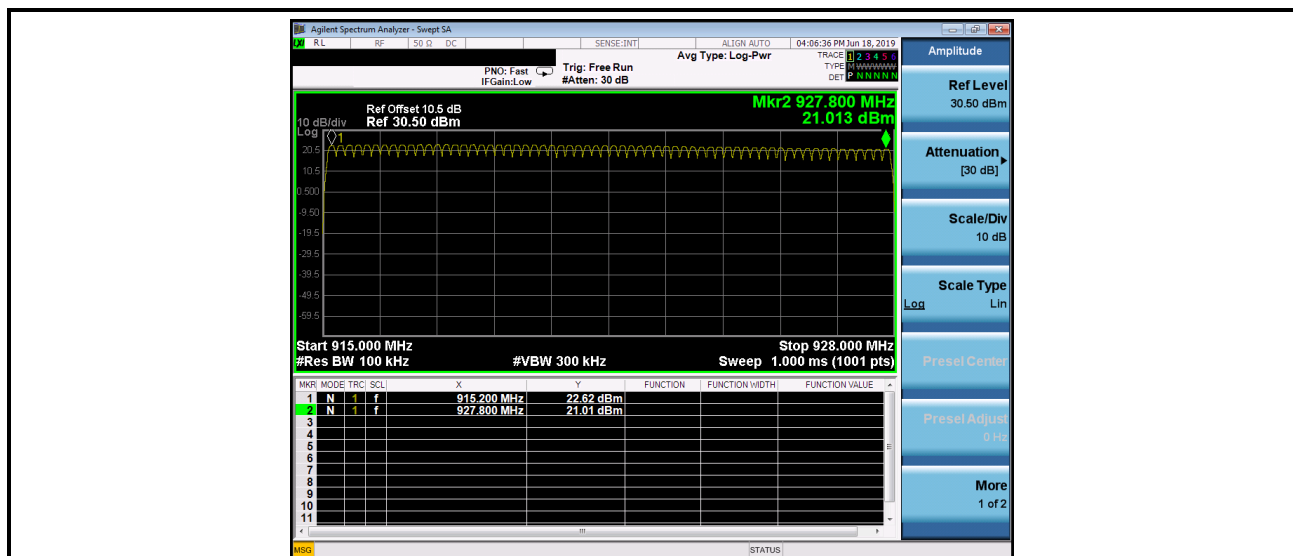 Agilent Spectrum Analyzer - Swept SA
LXI RL RF 50 Ω DC SENSE:INT ALIGN AUTO 04:06:36 PM Jun 18, 2019
Avg Type: Log-Pwr TRACE 1 2 3 4 5 6
PNO: Fast Trig: Free Run TYPE M W W W W W
IFGain:Low #Atten: 30 dB DET P N N N N N
Mkr2 927.800 MHz
21.013 dBm
Ref Offset 10.5 dB
10 dB/div Ref 30.50 dBm
Log
1
20.5
10.5
0.500
-9.50
-19.5
-29.5
-39.5
-49.5
-59.5
Start 915.000 MHz Stop 928.000 MHz
#Res BW 100 kHz #VBW 300 kHz Sweep 1.000 ms (1001 pts)
MKR MODE TRC SCL X Y FUNCTION FUNCTION WIDTH FUNCTION VALUE
1 N 1 f 915.200 MHz 22.62 dBm
2 N 1 f 927.800 MHz 21.01 dBm
3
4
5
6
7
8
9
10
11
MSG STATUS
Amplitude
Ref Level
30.50 dBm
Attenuation
[30 dB]
Scale/Div
10 dB
Scale Type
Log Lin
Presel Center
Presel Adjust
0 Hz
More
1 of 2